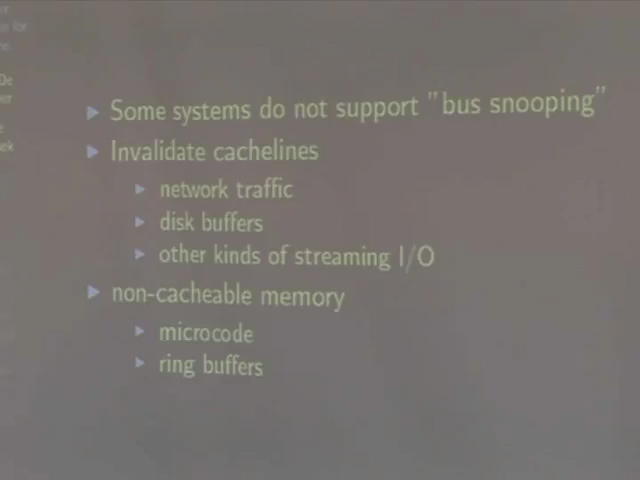 Some systems do not support "bus snooping"
Invalidate cachelines
network traffic
disk buffers
other kinds of streaming I/O
non-cacheable memory
microcode
ring buffers